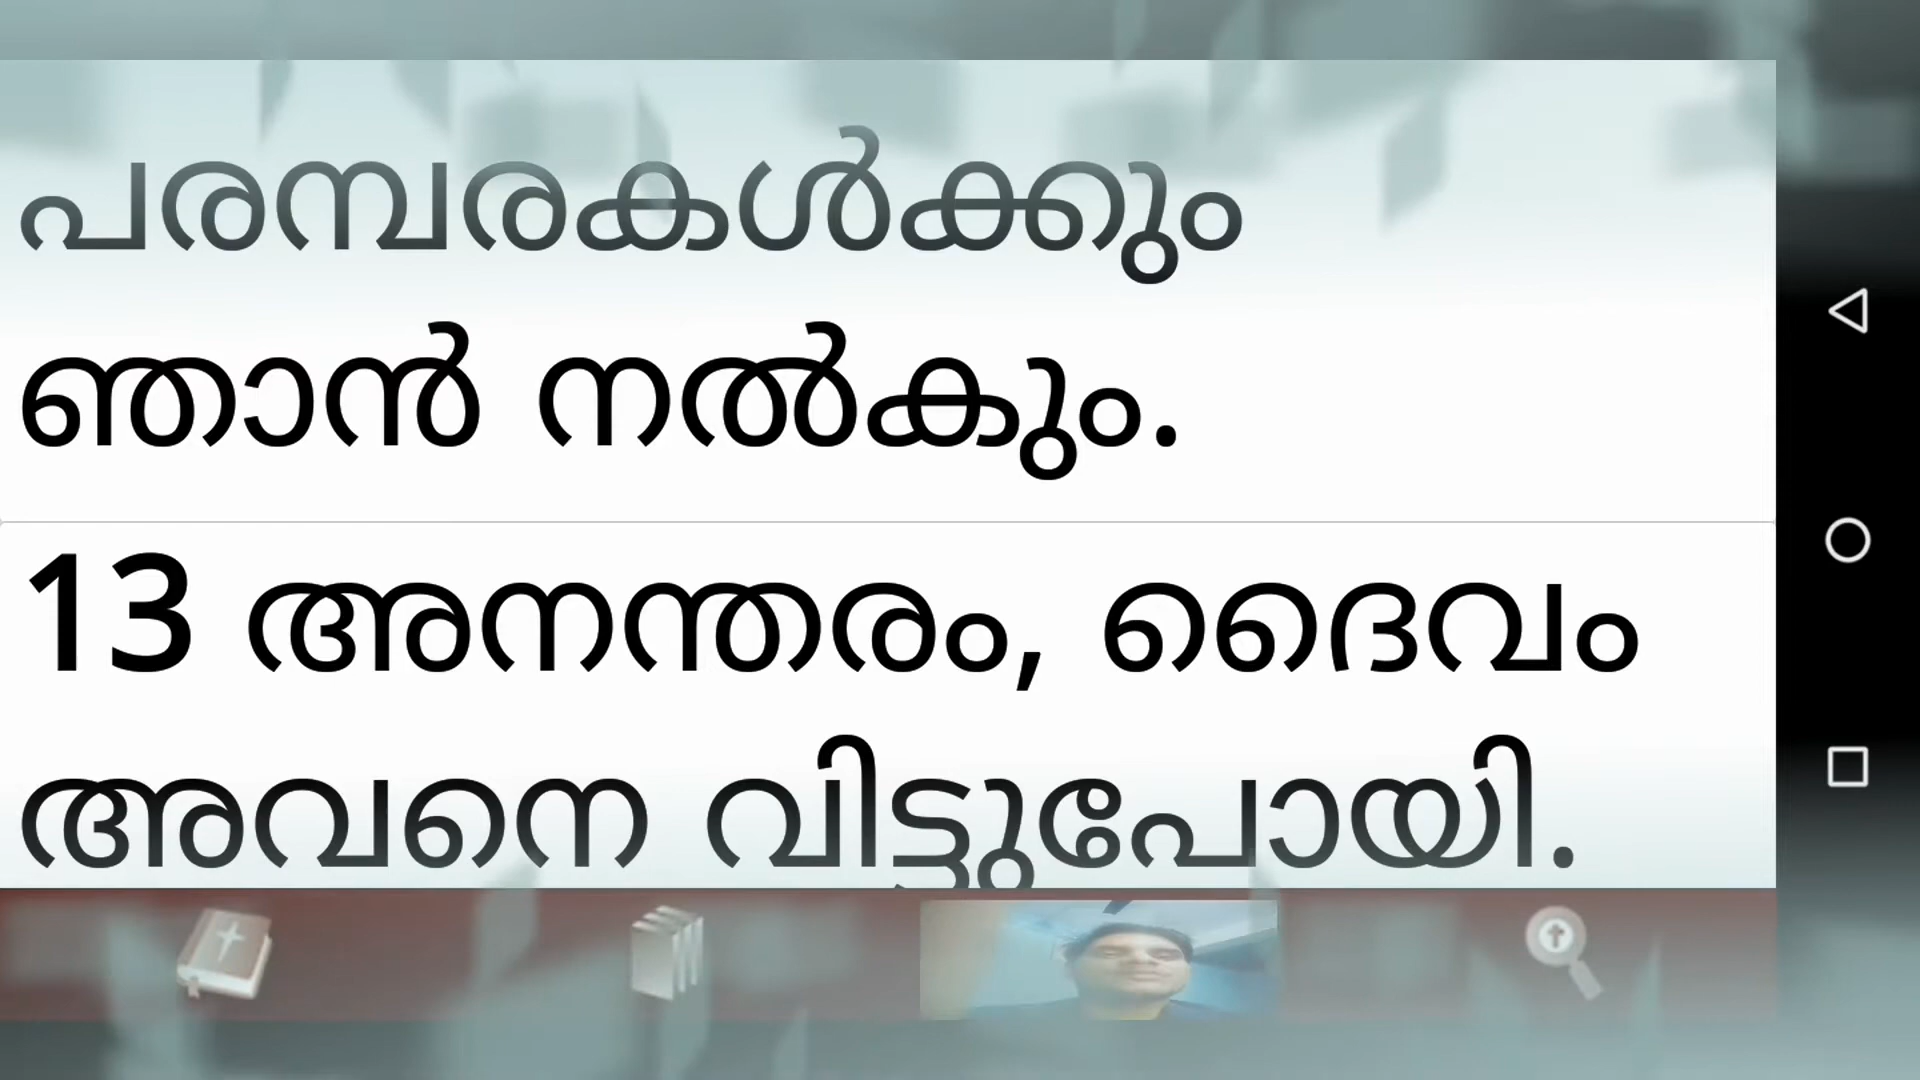 പരമ്പരകൾക്കും
ഞാൻ നൽകും.
13 അനന്തരം, ദൈവം
അവനെ വിട്ടുപോയി.